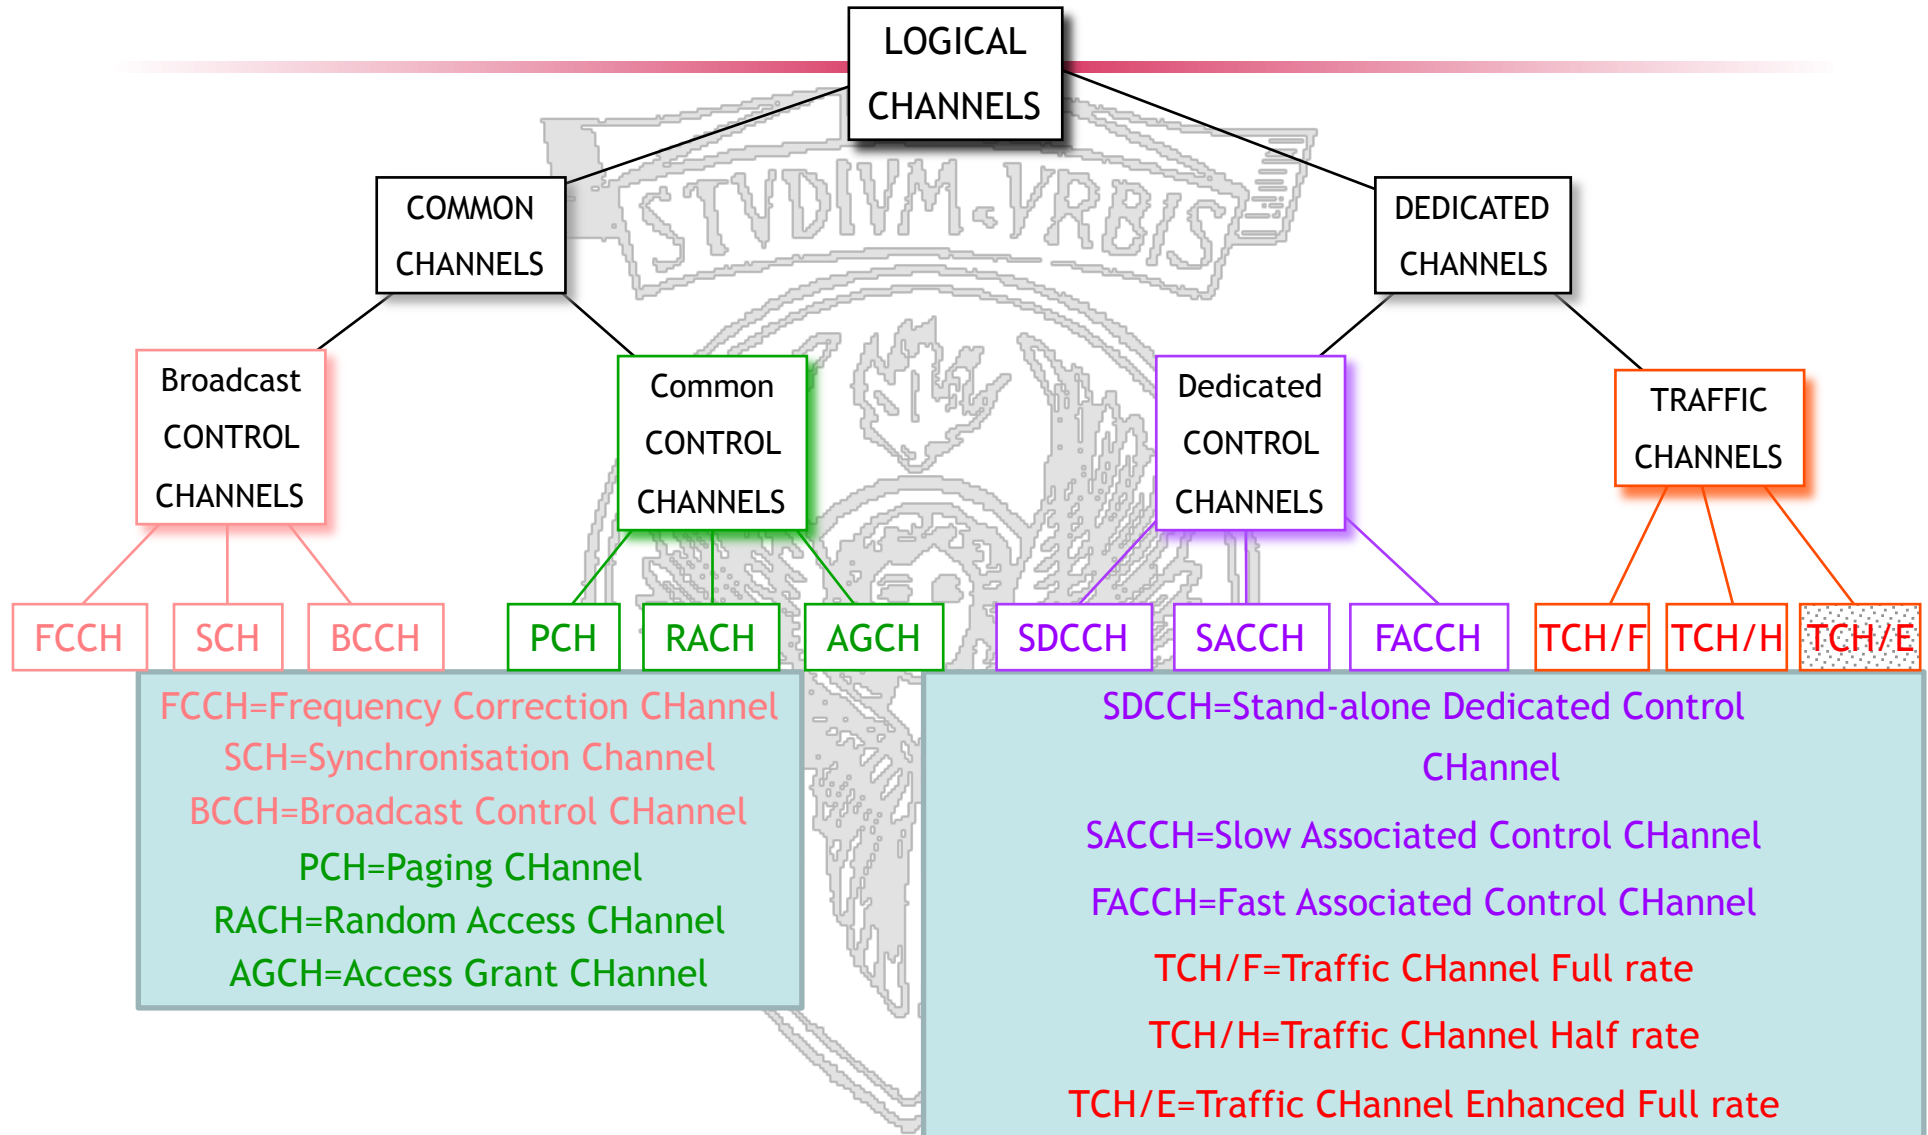 LOGICAL
CHANNELS
STVDIVM VRBIS
COMMON
CHANNELS
DEDICATED
CHANNELS
Broadcast
CONTROL
CHANNELS
Common
CONTROL
CHANNELS
Dedicated
CONTROL
CHANNELS
TRAFFIC
CHANNELS
FCCH
SCH
BCCH
PCH
RACH
AGCH
SDCCH
SACCH
FACCH
TCH/F
TCH/H
TCH/E
FCCH=Frequency Correction CHannel
SCH=Synchronisation Channel
BCCH=Broadcast Control CHannel
PCH=Paging CHannel
RACH=Random Access CHannel
AGCH=Access Grant CHannel
SDCCH=Stand-alone Dedicated Control
CHannel
SACCH=Slow Associated Control CHannel
FACCH=Fast Associated Control CHannel
TCH/F=Traffic CHannel Full rate
TCH/H=Traffic CHannel Half rate
TCH/E=Traffic CHannel Enhanced Full rate